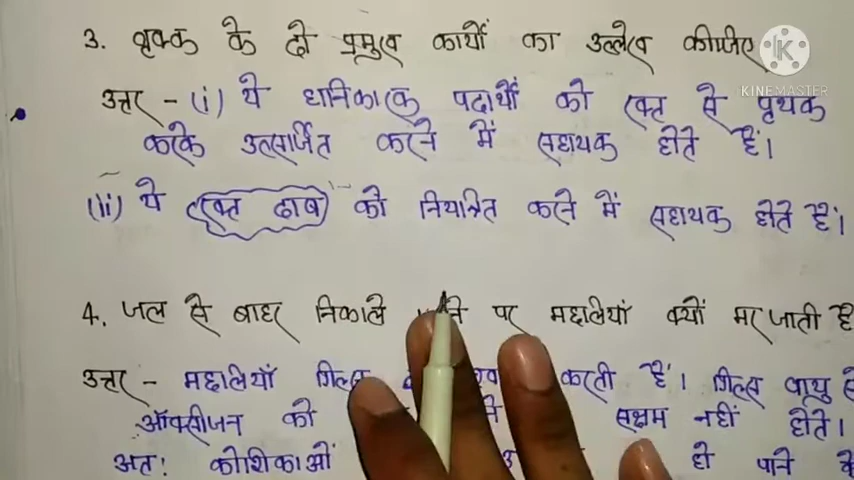 3. वृक्क के दो प्रमुख कार्यों का उल्लेख कीजिए
KINEMASTER
उत्तर - (i) ये हानिकारक पदार्थों को रक्त से पृथक
करके उत्सर्जित करने में सहायक होते हैं।
(ii) ये रक्त दाब को नियंत्रित करने में सहायक होते हैं।
4. जल से बाहर निकाले पर मछलियां क्यों मर जाती है
उत्तर - मछलियाँ गिल्स करती हैं। गिल्स वायु से
ऑक्सीजन को सक्षम नहीं होते।
अतः कोशिकाओं हो पाने के